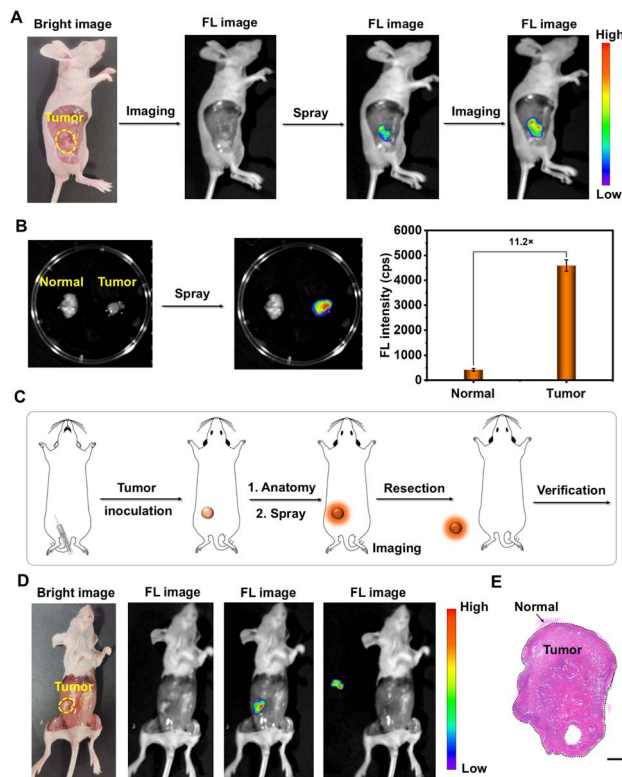 A
Bright image
FL image
FL image
FL image
High
Tumor
Imaging
Spray
Imaging
Low
B
Normal
Tumor
Spray
FL intensity (cps)
6000
5000
4000
3000
2000
1000
0
11.2×
Normal
Tumor
C
Tumor
inoculation
1. Anatomy
2. Spray
Resection
Verification
Imaging
D
Bright image
FL image
FL image
FL image
High
Tumor
Low
E
Normal
Tumor